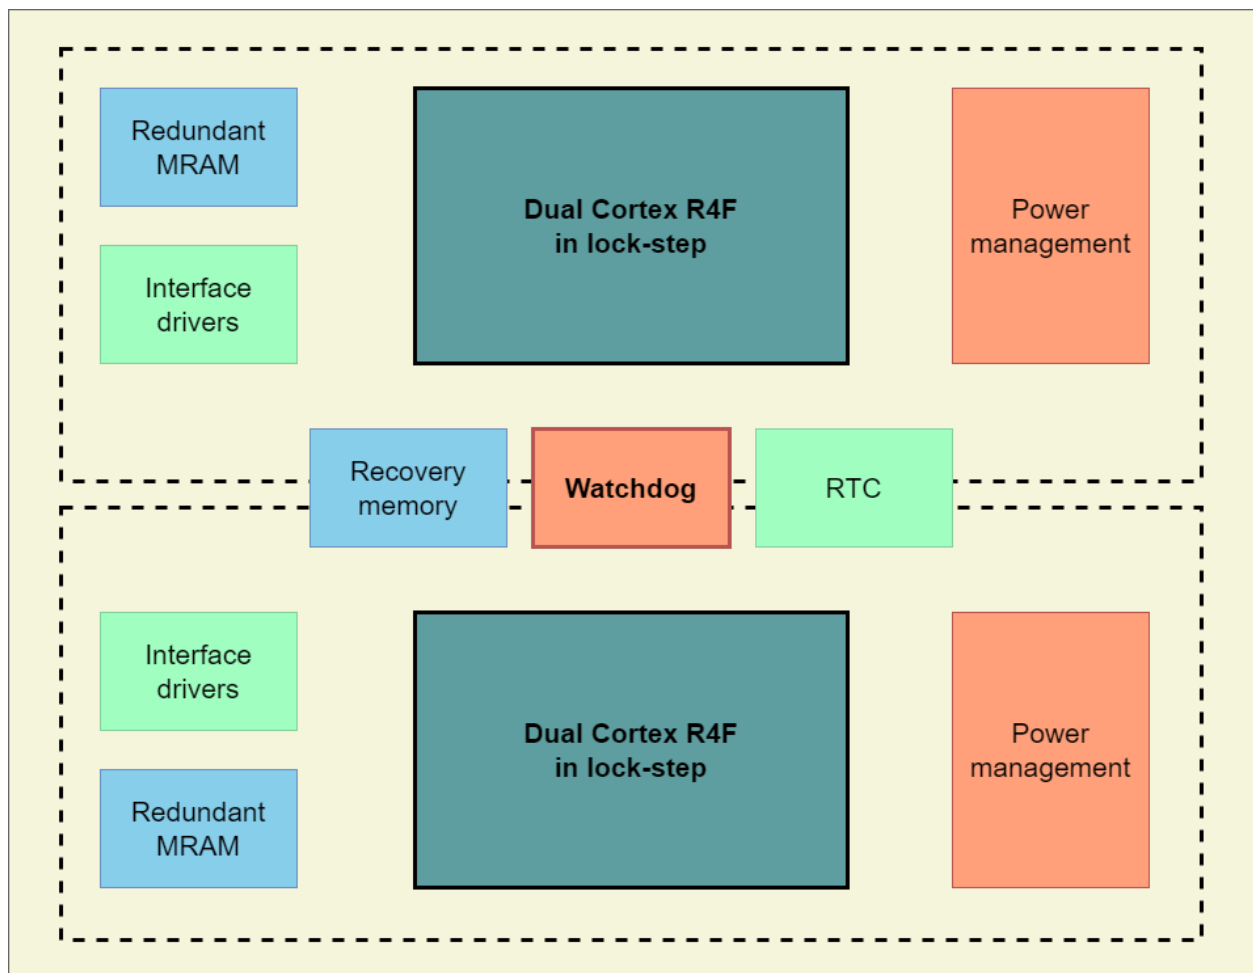 Redundant
MRAM
Dual Cortex R4F
in lock-step
Power
management
Interface
drivers
Recovery
memory
Watchdog
RTC
Interface
drivers
Dual Cortex R4F
in lock-step
Power
management
Redundant
MRAM